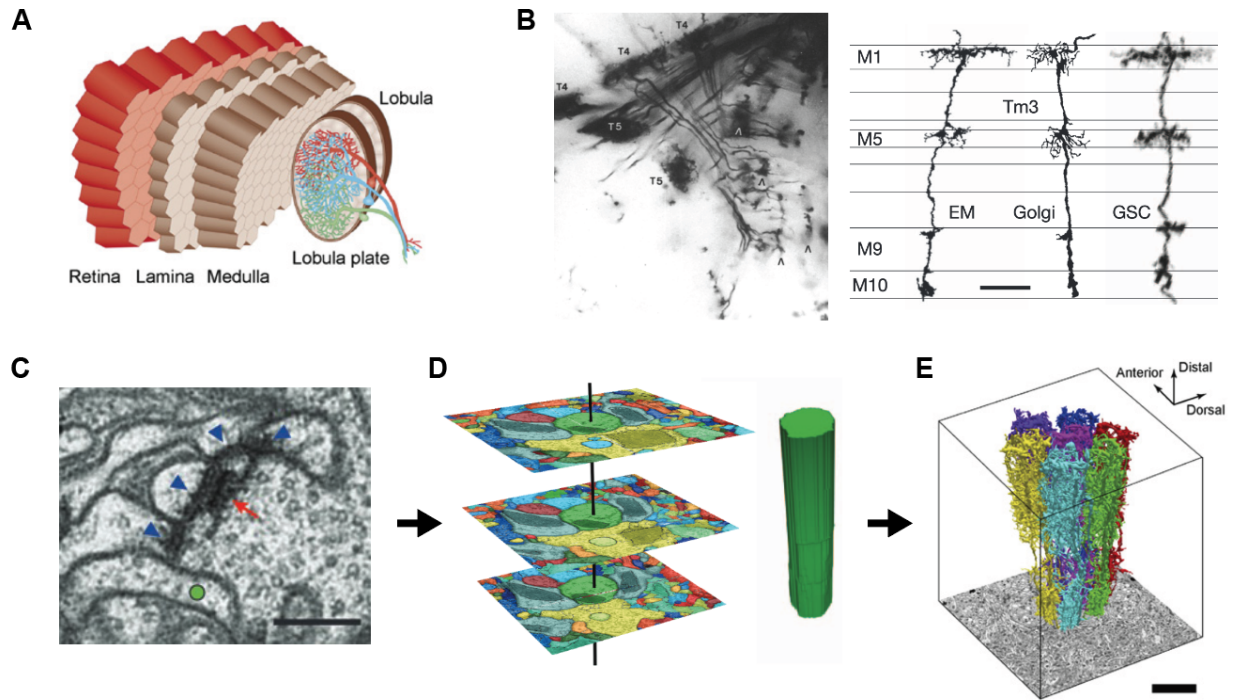 A
Lobula
Lobula plate
Retina Lamina Medulla
B
T4
T4
T4
T5
T5
Λ
Λ
Λ
Λ
M1
Tm3
M5
EM Golgi GSC
M9
M10
C
D
E
Anterior
Distal
Dorsal